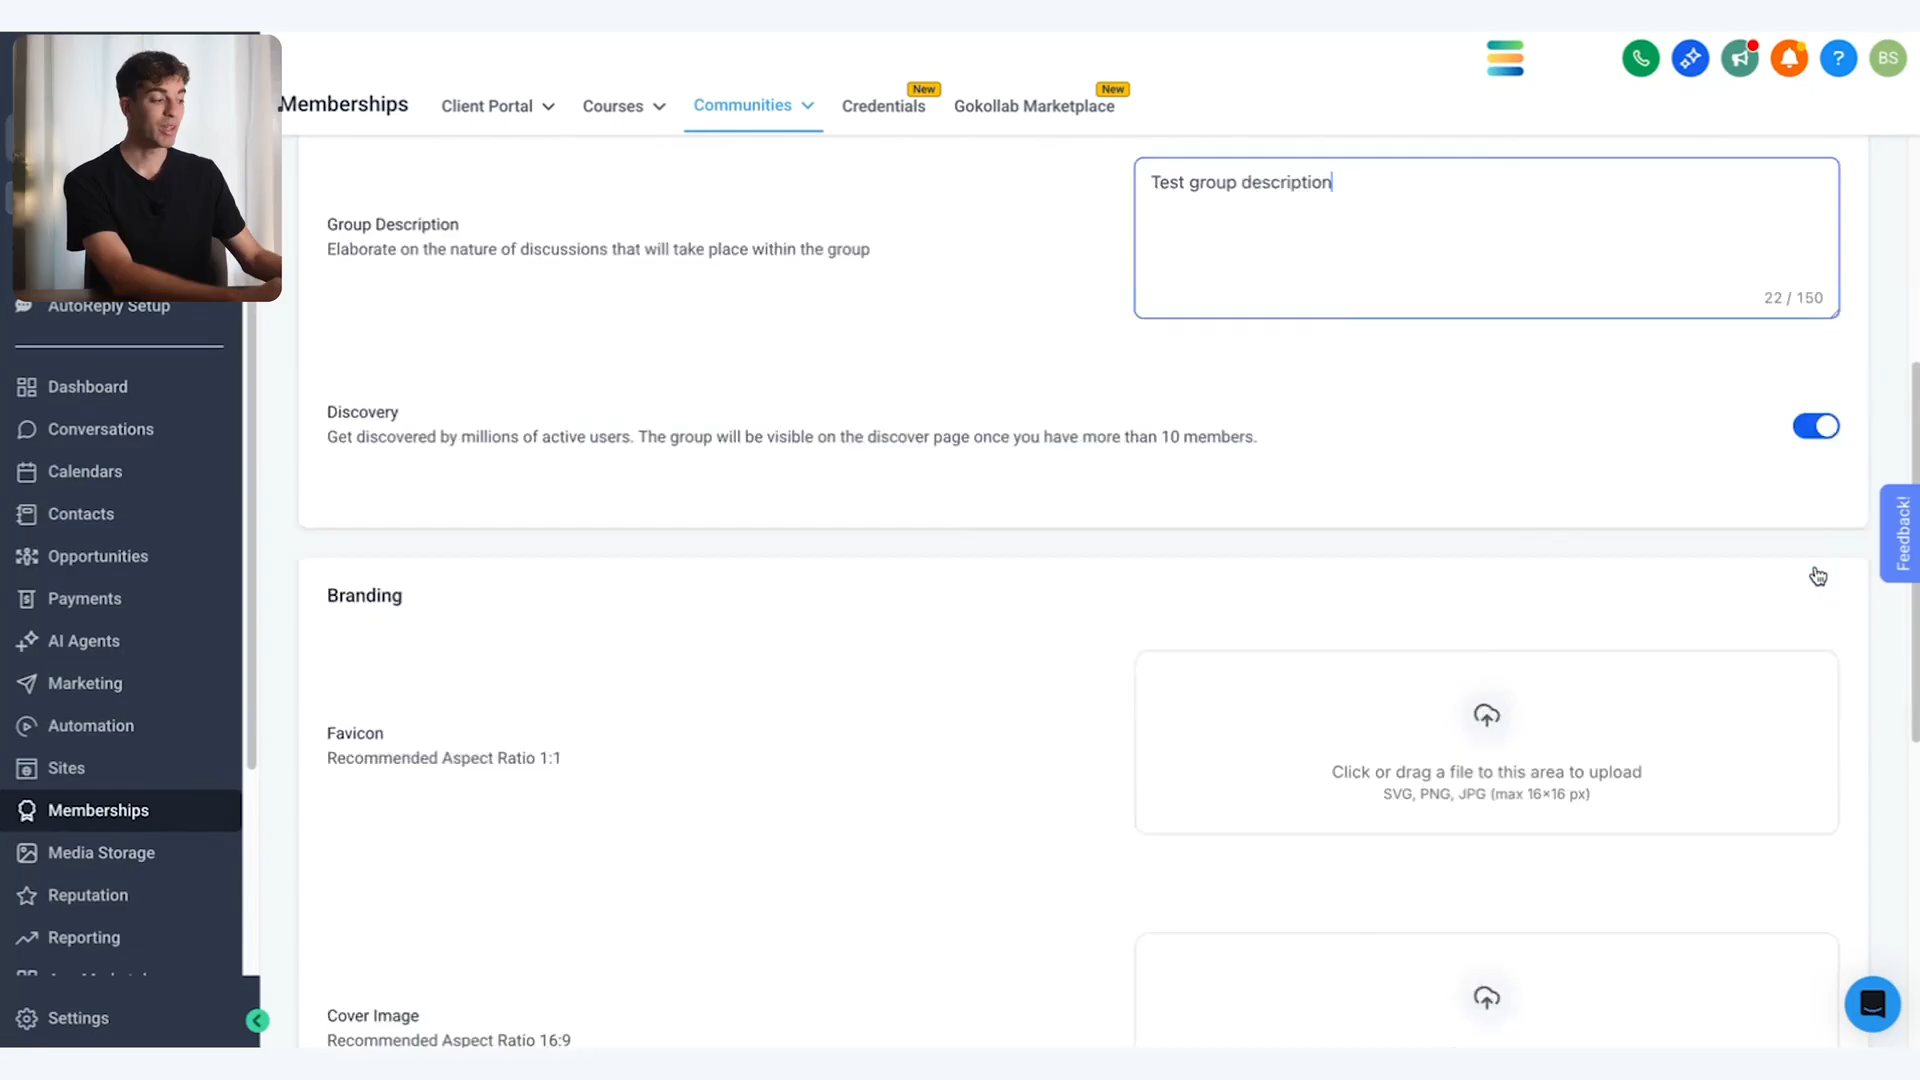 BS
Memberships
Client Portal
Courses
Communities
Credentials
New
Gokollab Marketplace
New
AutoReply Setup
Dashboard
Conversations
Calendars
Contacts
Opportunities
Payments
AI Agents
Marketing
Automation
Sites
Memberships
Media Storage
Reputation
Reporting
Settings
Group Description
Elaborate on the nature of discussions that will take place within the group
Test group description
22 / 150
Discovery
Get discovered by millions of active users. The group will be visible on the discover page once you have more than 10 members.
Feedback!
Branding
Favicon
Recommended Aspect Ratio 1:1
Click or drag a file to this area to upload
SVG, PNG, JPG (max 16×16 px)
Cover Image
Recommended Aspect Ratio 16:9